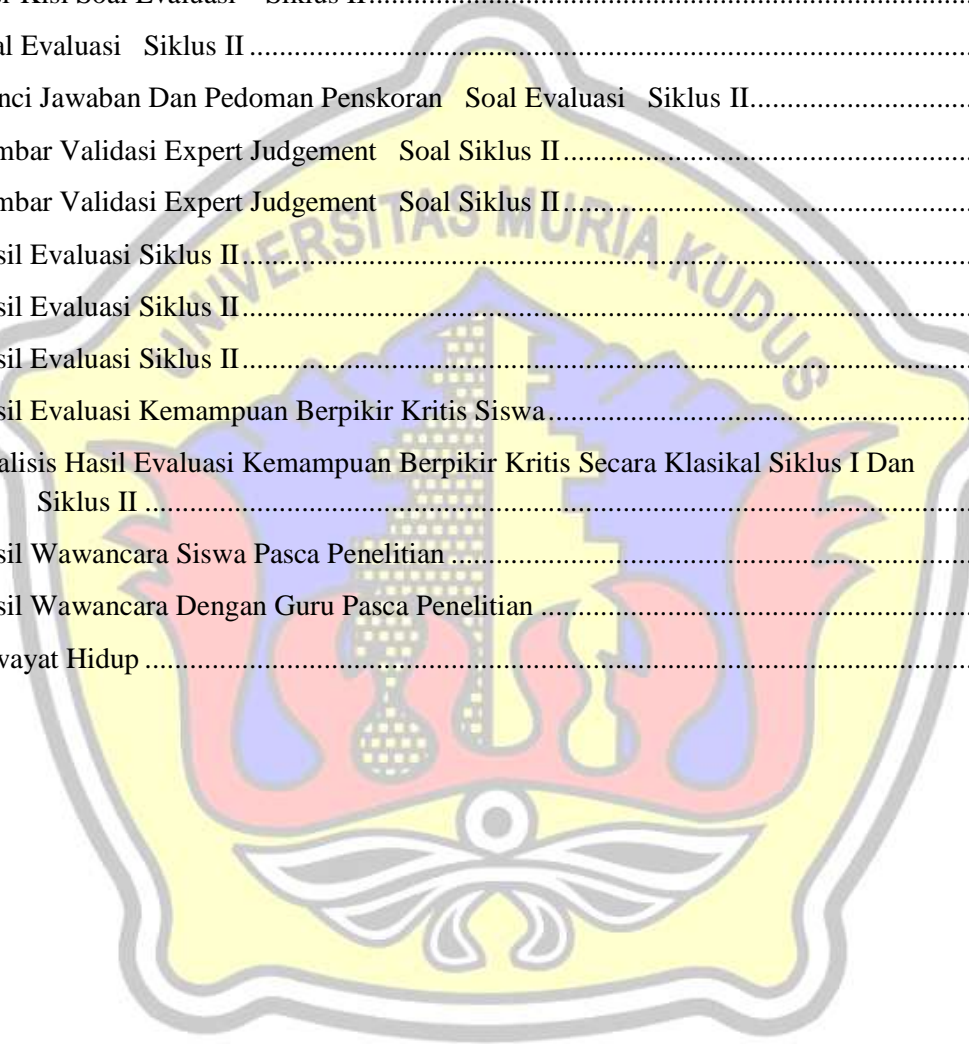 Kisi Soal Evaluasi Siklus II
al Evaluasi Siklus II
nci Jawaban Dan Pedoman Penskoran Soal Evaluasi Siklus II
mbar Validasi Expert Judgement Soal Siklus II
mbar Validasi Expert Judgement Soal Siklus II
UNIVERSITAS MURIA KUDUS
sil Evaluasi Siklus II
sil Evaluasi Siklus II
sil Evaluasi Siklus II
sil Evaluasi Kemampuan Berpikir Kritis Siswa
alisis Hasil Evaluasi Kemampuan Berpikir Kritis Secara Klasikal Siklus I Dan
Siklus II
sil Wawancara Siswa Pasca Penelitian
sil Wawancara Dengan Guru Pasca Penelitian
wayat Hidup